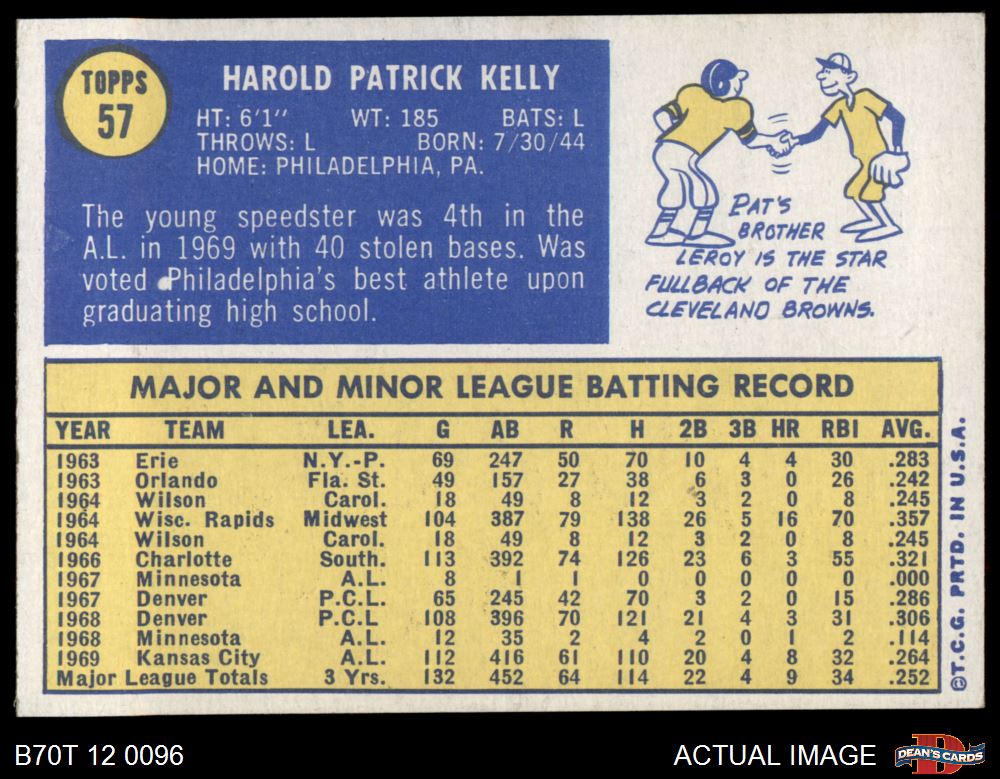 TOPPS
57
HAROLD PATRICK KELLY
HT: 6'1" WT: 185 BATS: L
THROWS: L BORN: 7/30/44
HOME: PHILADELPHIA, PA.
The young speedster was 4th in the
A.L. in 1969 with 40 stolen bases. Was
voted Philadelphia's best athlete upon
graduating high school.
PAT'S
BROTHER
LEROY IS THE STAR
FULLBACK OF THE
CLEVELAND BROWNS.
MAJOR AND MINOR LEAGUE BATTING RECORD
YEAR TEAM LEA. G AB R H 2B 3B HR RBI AVG.
1963 Erie N.Y.-P. 69 247 50 70 10 4 4 30 .283
1963 Orlando Fla. St. 49 157 27 38 6 3 0 26 .242
1964 Wilson Carol. 18 49 8 12 3 2 0 8 .245
1964 Wisc. Rapids Midwest 104 387 79 138 26 5 16 70 .357
1964 Wilson Carol. 18 49 8 12 3 2 0 8 .245
1966 Charlotte South. 113 392 74 126 23 6 3 55 .321
1967 Minnesota A.L. 8 1 1 0 0 0 0 0 .000
1967 Denver P.C.L. 65 245 42 70 3 2 0 15 .286
1968 Denver P.C.L 108 396 70 121 21 4 3 31 .306
1968 Minnesota A.L. 12 35 2 4 2 0 1 2 .114
1969 Kansas City A.L. 112 416 61 110 20 4 8 32 .264
Major League Totals 3 Yrs. 132 452 64 114 22 4 9 34 .252
©T.C.G. PRTD. IN U.S.A.
B70T 12 0096
ACTUAL IMAGE
DEAN'S CARDS